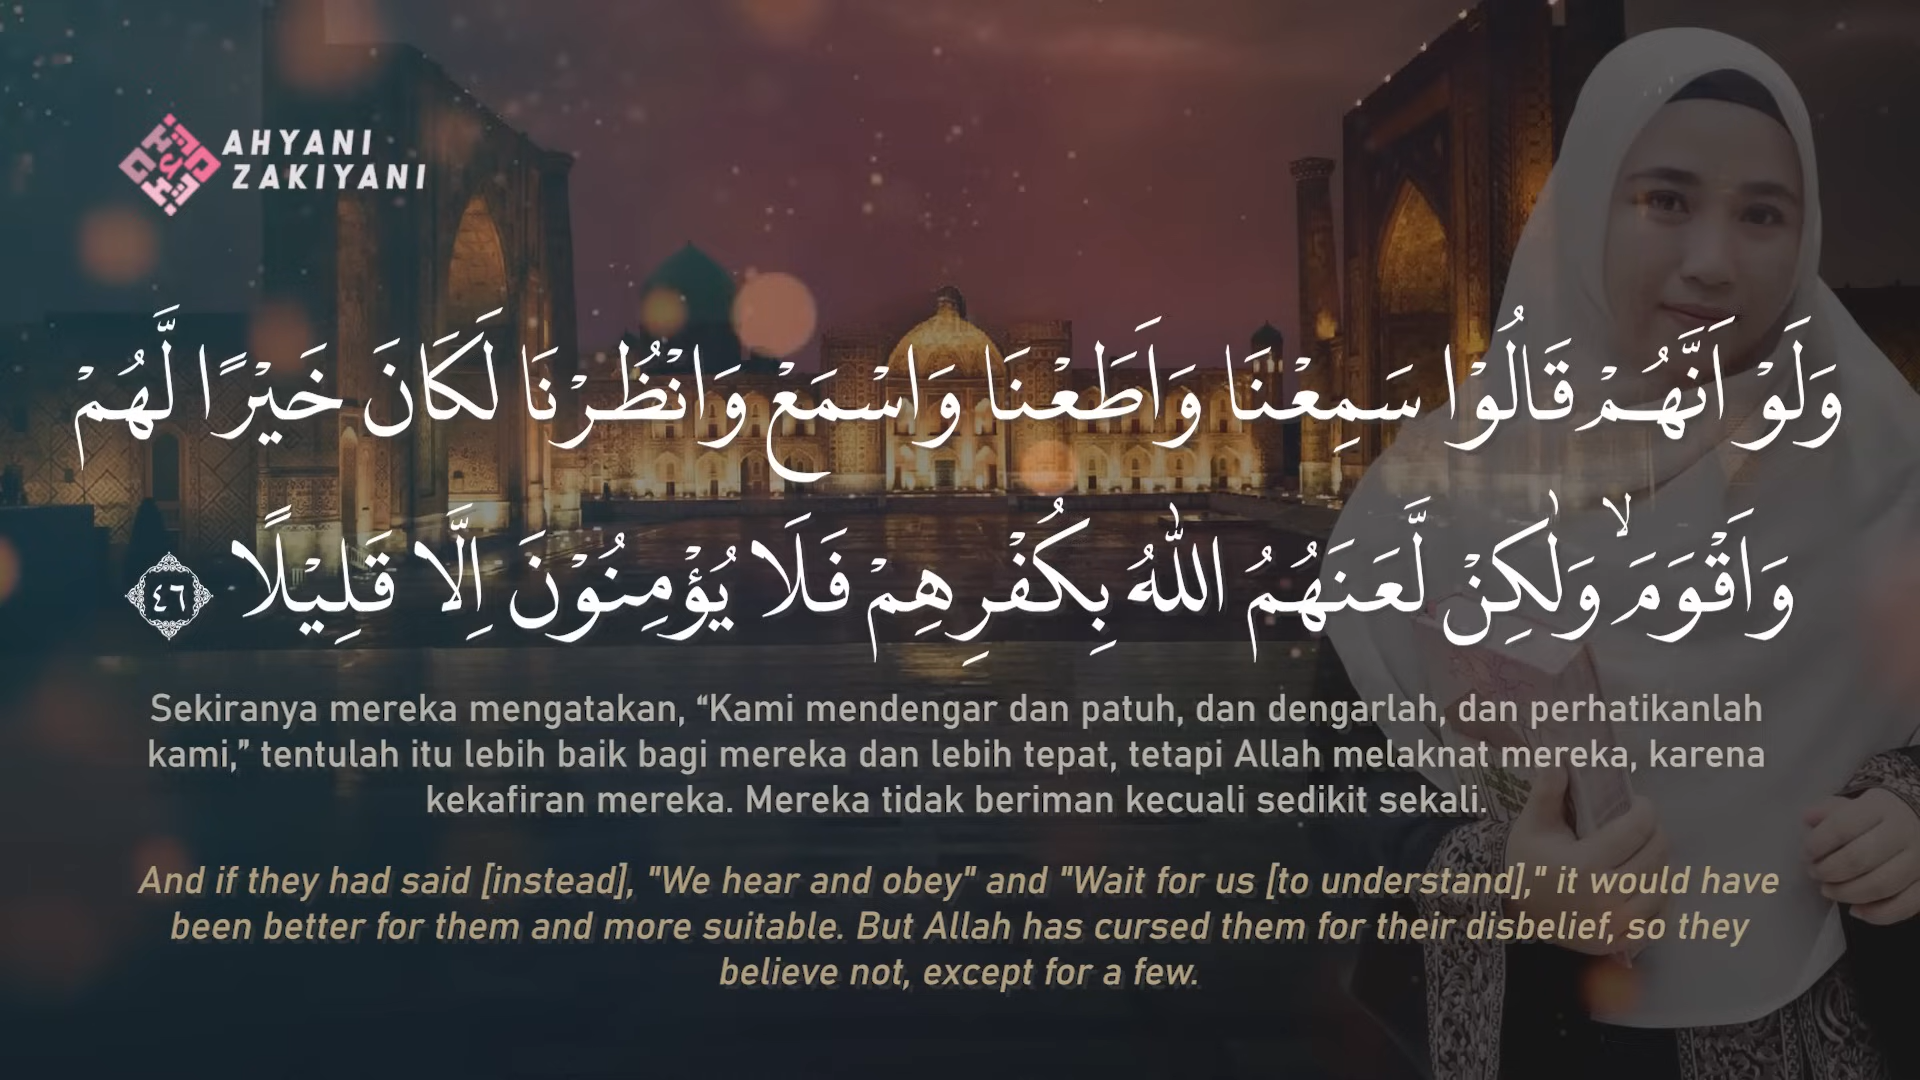 AHYANI
ZAKIYANI
وَلَوْ اَنَّهُمْ قَالُوْا سَمِعْنَا وَاَطَعْنَا وَاسْمَعْ وَانْظُرْنَا لَكَانَ خَيْرًا لَّهُمْ
وَاَقْوَمَۙ وَلٰكِنْ لَّعَنَهُمُ اللّٰهُ بِكُفْرِهِمْ فَلَا يُؤْمِنُوْنَ اِلَّا قَلِيْلًا ٤٦
Sekiranya mereka mengatakan, “Kami mendengar dan patuh, dan dengarlah, dan perhatikanlah
kami,” tentulah itu lebih baik bagi mereka dan lebih tepat, tetapi Allah melaknat mereka, karena
kekafiran mereka. Mereka tidak beriman kecuali sedikit sekali.
And if they had said [instead], "We hear and obey" and "Wait for us [to understand]," it would have
been better for them and more suitable. But Allah has cursed them for their disbelief, so they
believe not, except for a few.